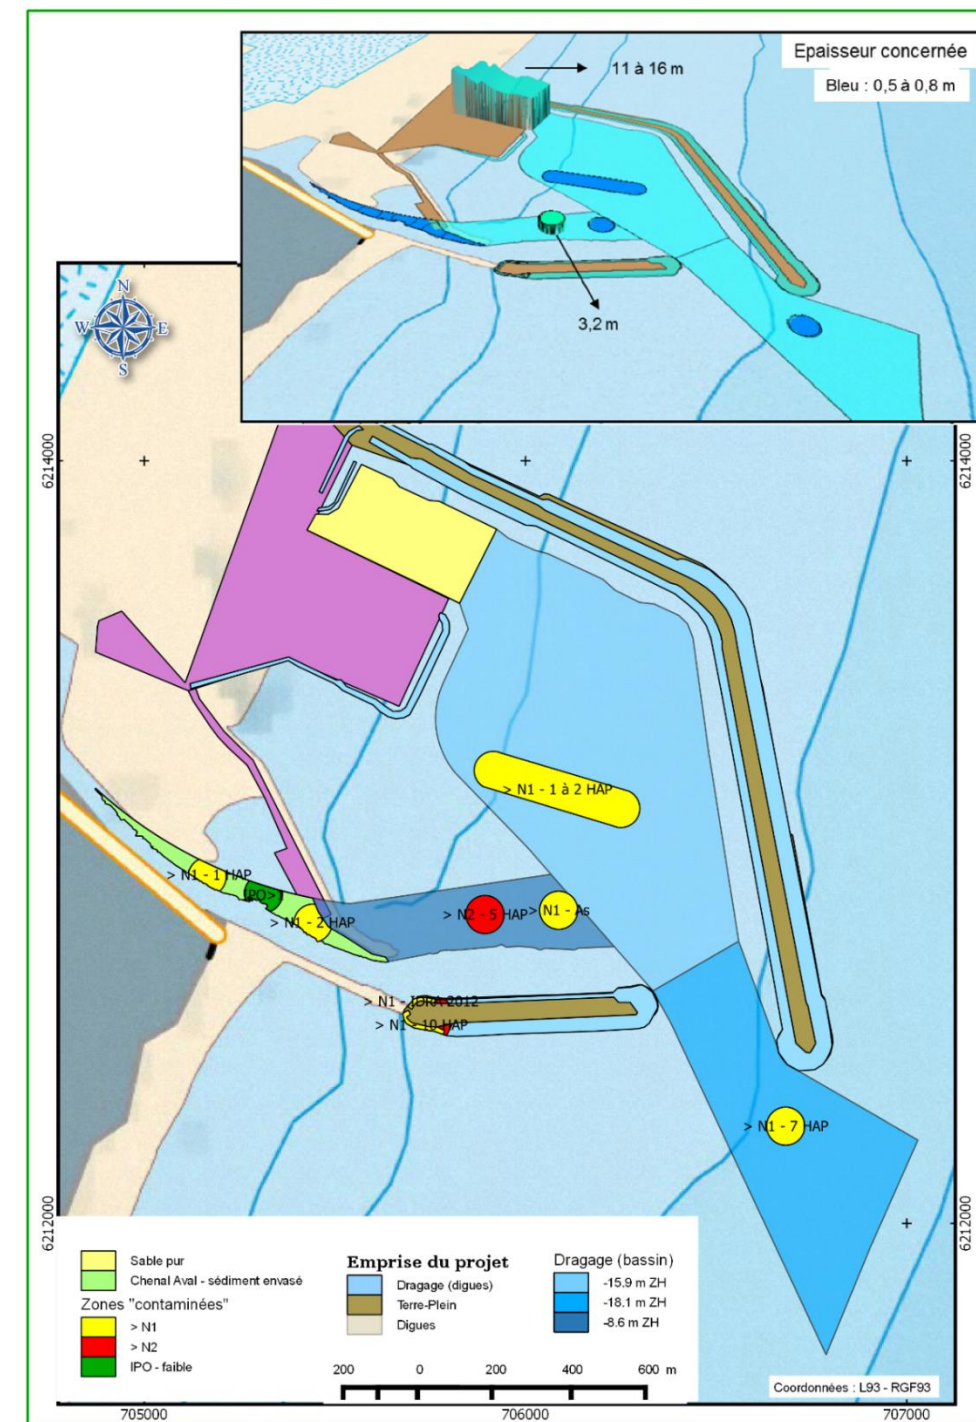 Epaisseur concernée
Bleu : 0,5 à 0,8 m
11 à 16 m
3,2 m
N
W
E
S
6214000
6214000
> N1 - 1 à 2 HAP
> N1 - 1 HAP
IPO>1
> N1 - 2 HAP
> N2 - 5 HAP
> N1 - As
> N1 - JDRA 2012
> N1 - 10 HAP
> N1 - 7 HAP
6212000
6212000
Sable pur
Chenal Aval - sédiment envasé
Zones "contaminées"
> N1
> N2
IPO - faible
Emprise du projet
Dragage (digues)
Terre-Plein
Digues
Dragage (bassin)
-15.9 m ZH
-18.1 m ZH
-8.6 m ZH
200 0 200 400 600 m
Coordonnées : L93 - RGF93
705000
706000
707000